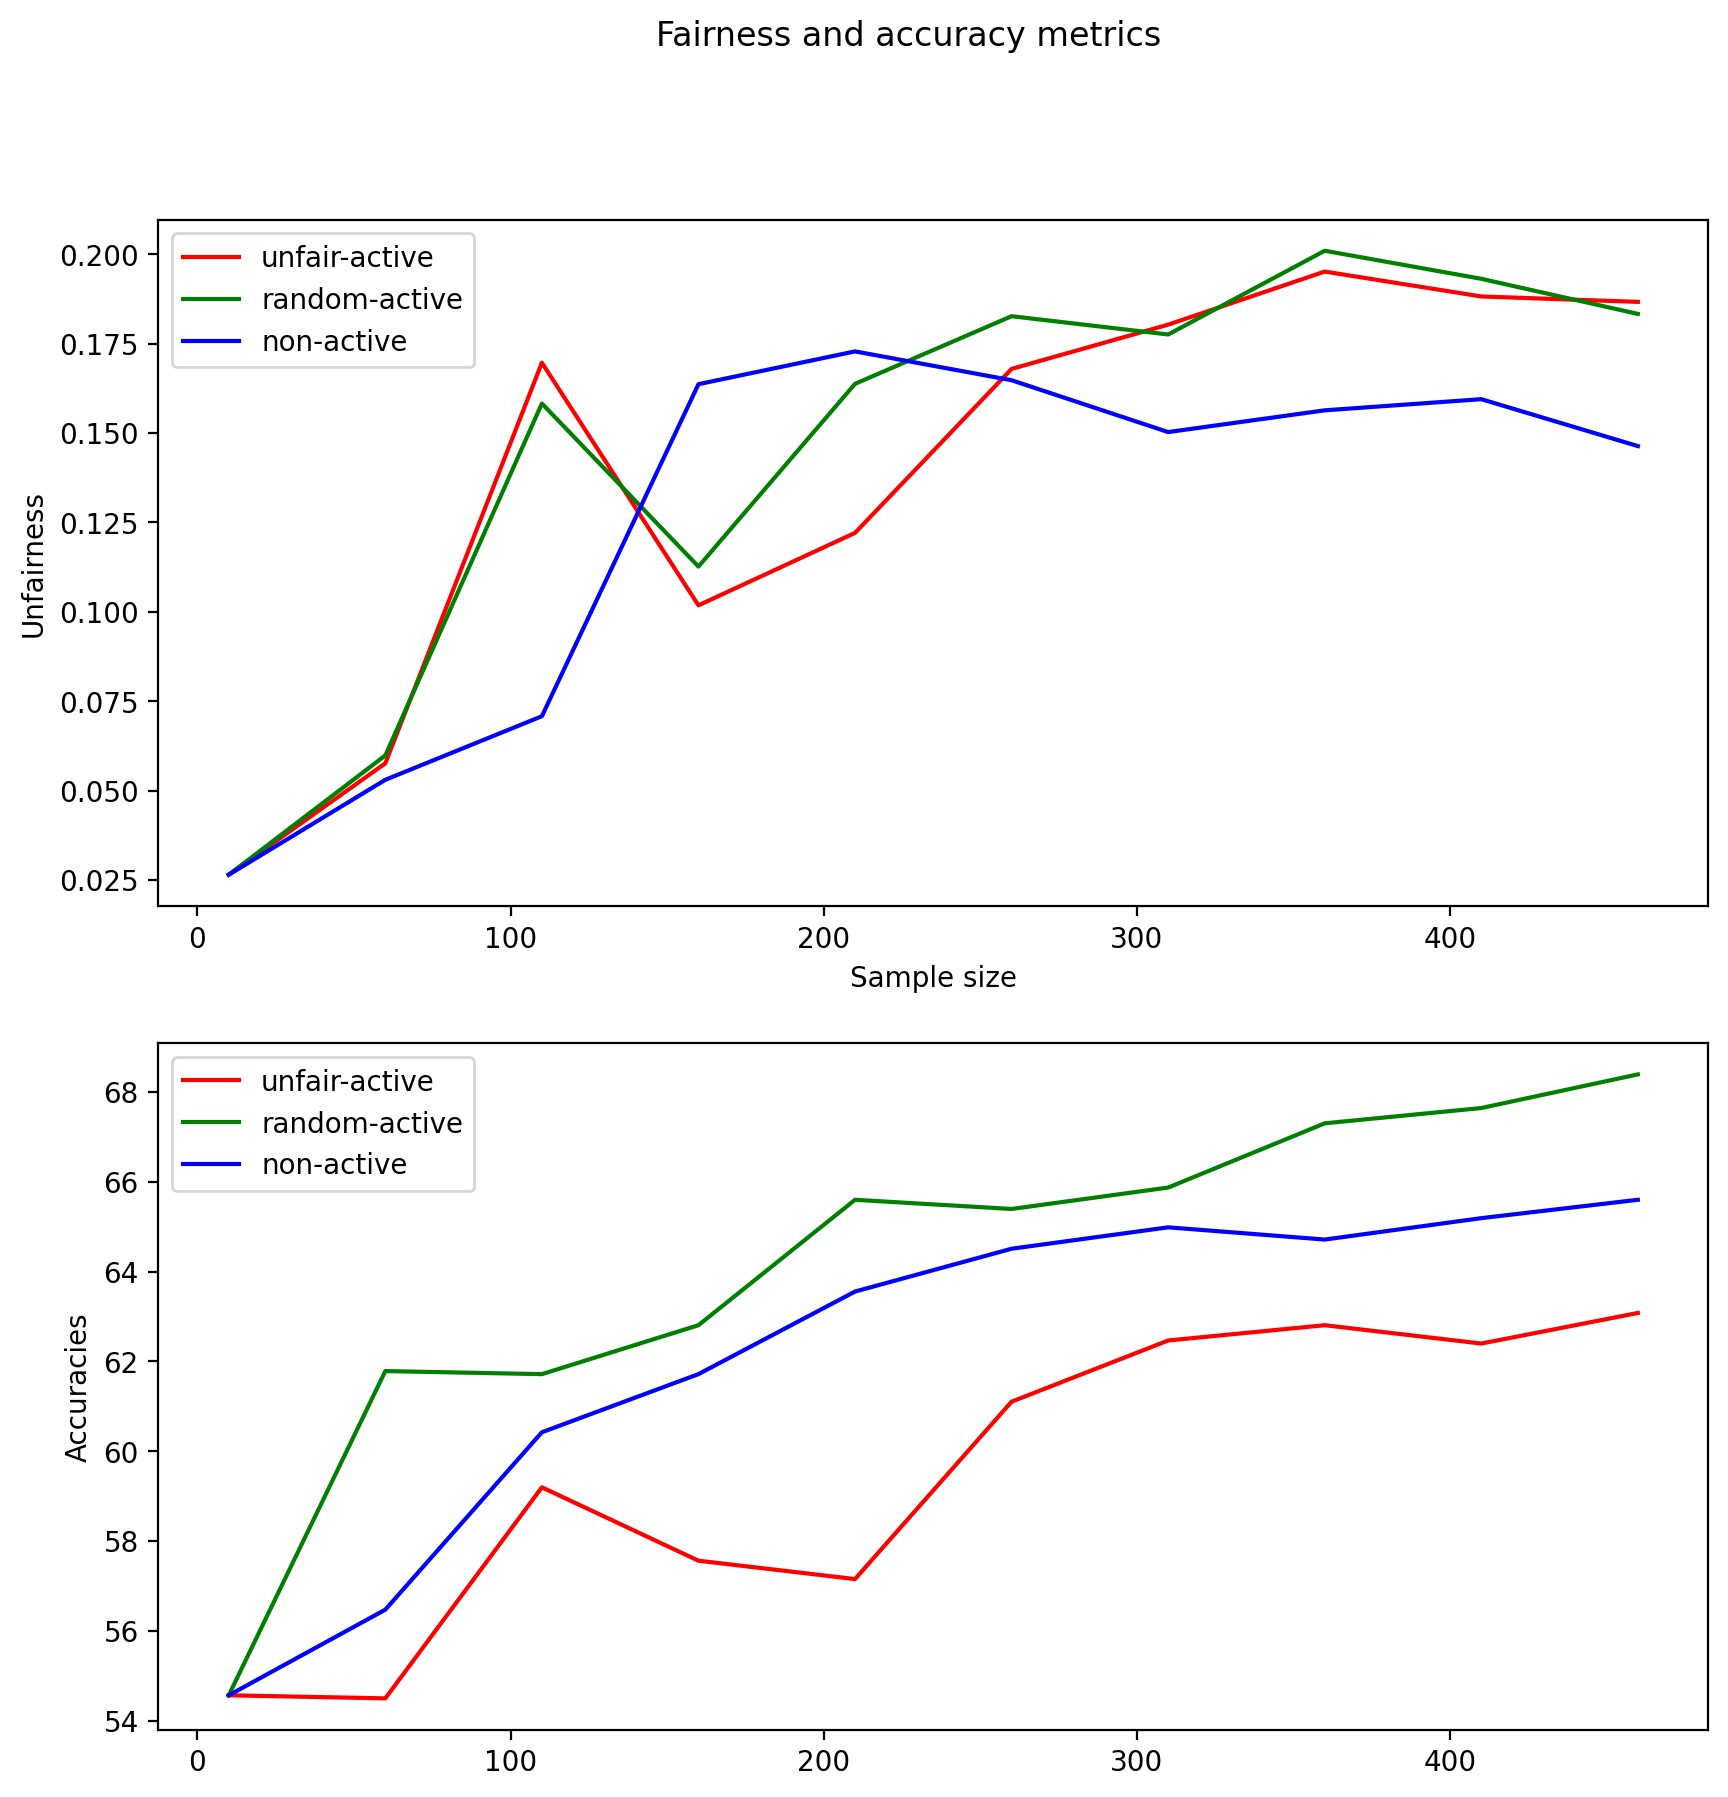 Fairness and accuracy metrics
unfair-active
random-active
non-active
0.200
0.175
0.150
0.125
0.100
0.075
0.050
0.025
Unfairness
0 100 200 300 400
Sample size
unfair-active
random-active
non-active
68
66
64
62
60
58
56
54
Accuracies
0 100 200 300 400